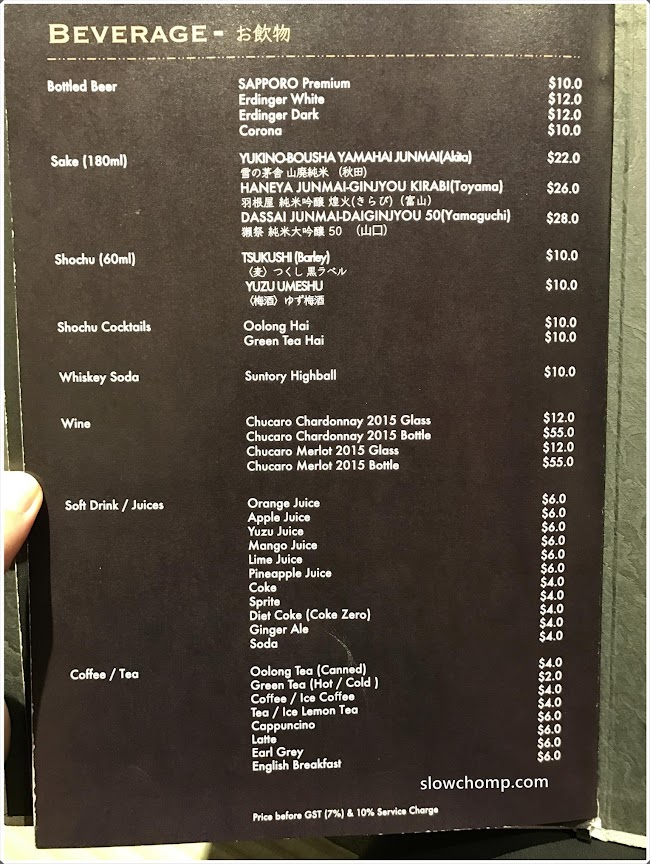 BEVERAGE - お飲物
Bottled Beer SAPPORO Premium $10.0
Erdinger White $12.0
Erdinger Dark $12.0
Corona $10.0
Sake (180ml) YUKINO-BOUSHA YAMAHAI JUNMAI(Akita) $22.0
雪の茅舎 山廃純米 （秋田）
HANEYA JUNMAI-GINJYOU KIRABI(Toyama) $26.0
羽根屋 純米吟醸 煌火(きらび)（富山）
DASSAI JUNMAI-DAIGINJYOU 50(Yamaguchi) $28.0
獺祭 純米大吟醸 50 （山口）
Shochu (60ml) TSUKUSHI (Barley) $10.0
（麦）つくし 黒ラベル
YUZU UMESHU $10.0
（梅酒）ゆず梅酒
Shochu Cocktails Oolong Hai $10.0
Green Tea Hai $10.0
Whiskey Soda Suntory Highball $10.0
Wine Chucaro Chardonnay 2015 Glass $12.0
Chucaro Chardonnay 2015 Bottle $55.0
Chucaro Merlot 2015 Glass $12.0
Chucaro Merlot 2015 Bottle $55.0
Soft Drink / Juices Orange Juice $6.0
Apple Juice $6.0
Yuzu Juice $6.0
Mango Juice $6.0
Lime Juice $6.0
Pineapple Juice $6.0
Coke $4.0
Sprite $4.0
Diet Coke (Coke Zero) $4.0
Ginger Ale $4.0
Soda $4.0
Coffee / Tea Oolong Tea (Canned) $4.0
Green Tea (Hot / Cold ) $2.0
Coffee / Ice Coffee $4.0
Tea / Ice Lemon Tea $4.0
Cappuccino $6.0
Latte $6.0
Earl Grey $6.0
English Breakfast $6.0
slowchomp.com
Price before GST (7%) & 10% Service Charge